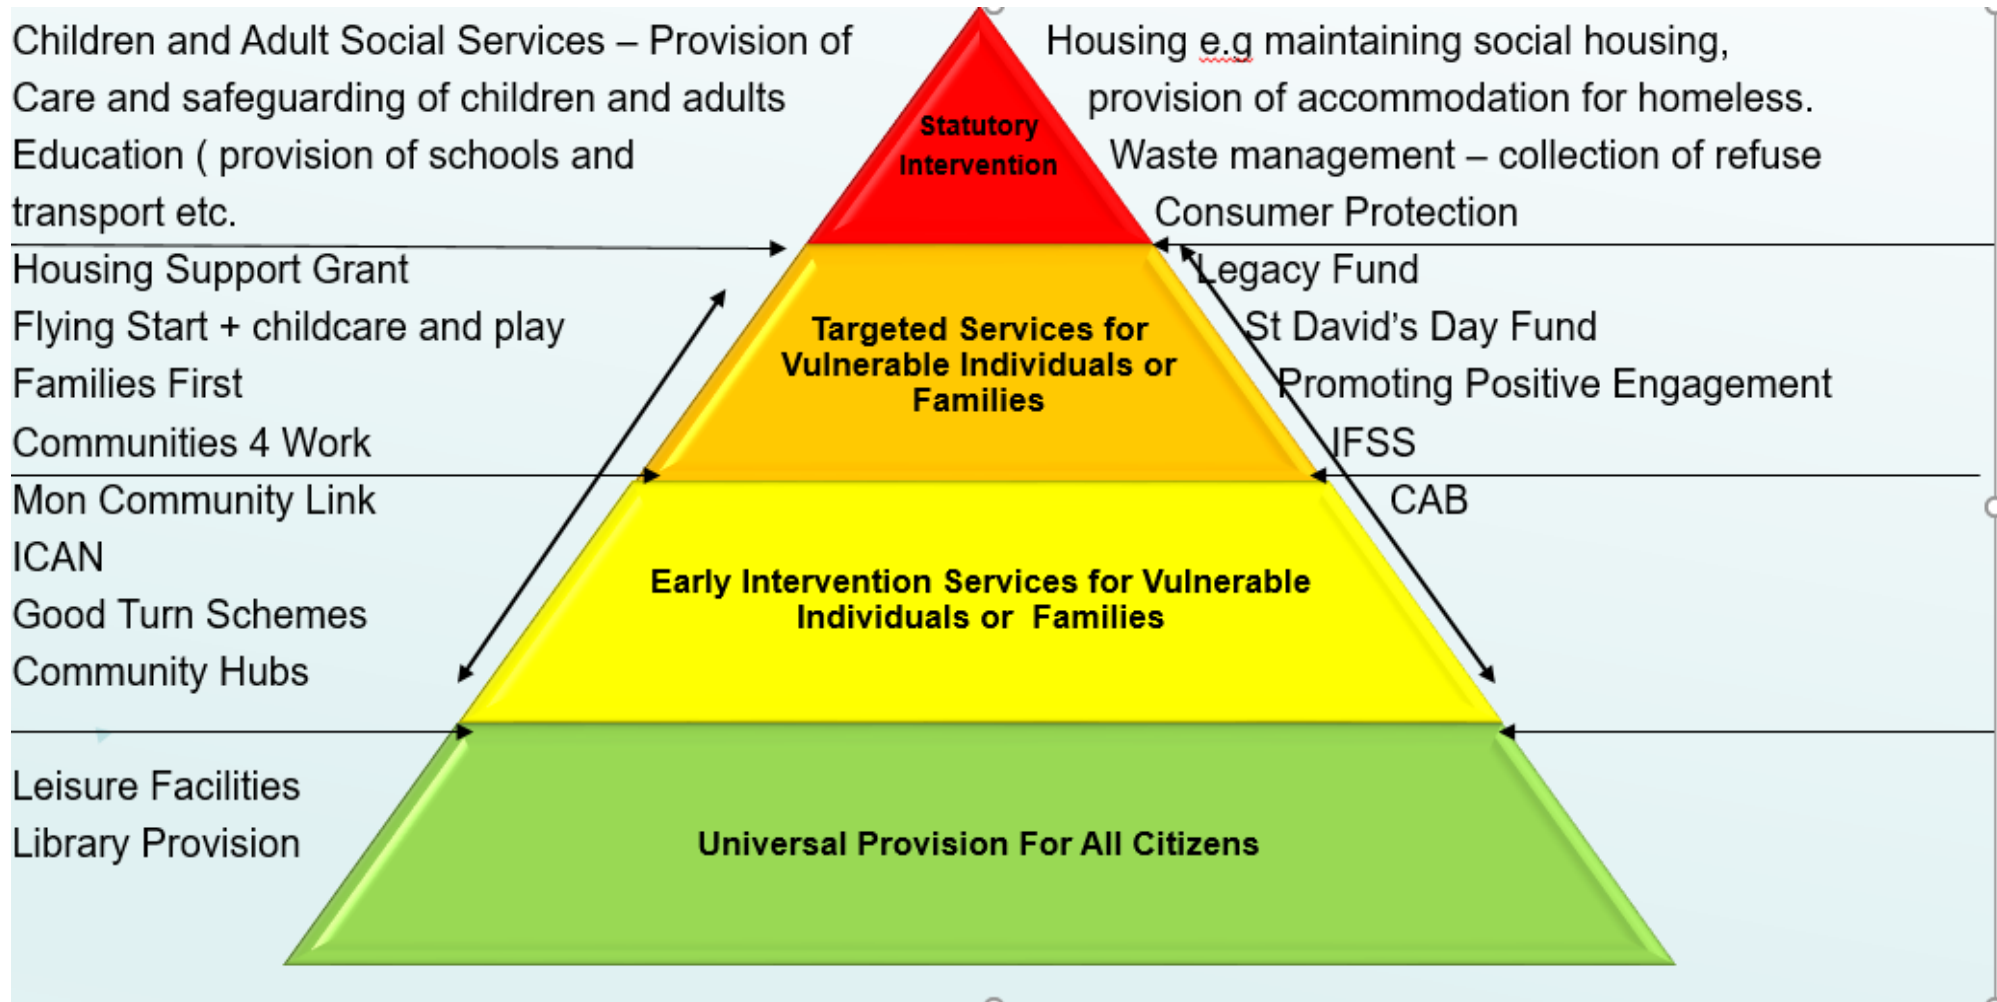 Children and Adult Social Services – Provision of
Care and safeguarding of children and adults
Education ( provision of schools and
transport etc.
Housing Support Grant
Flying Start + childcare and play
Families First
Communities 4 Work
Mon Community Link
ICAN
Good Turn Schemes
Community Hubs
Leisure Facilities
Library Provision
Statutory
Intervention
Targeted Services for
Vulnerable Individuals or
Families
Early Intervention Services for Vulnerable
Individuals or  Families
Universal Provision For All Citizens
Housing e.g maintaining social housing,
provision of accommodation for homeless.
Waste management – collection of refuse
Consumer Protection
Legacy Fund
St David’s Day Fund
Promoting Positive Engagement
IFSS
CAB